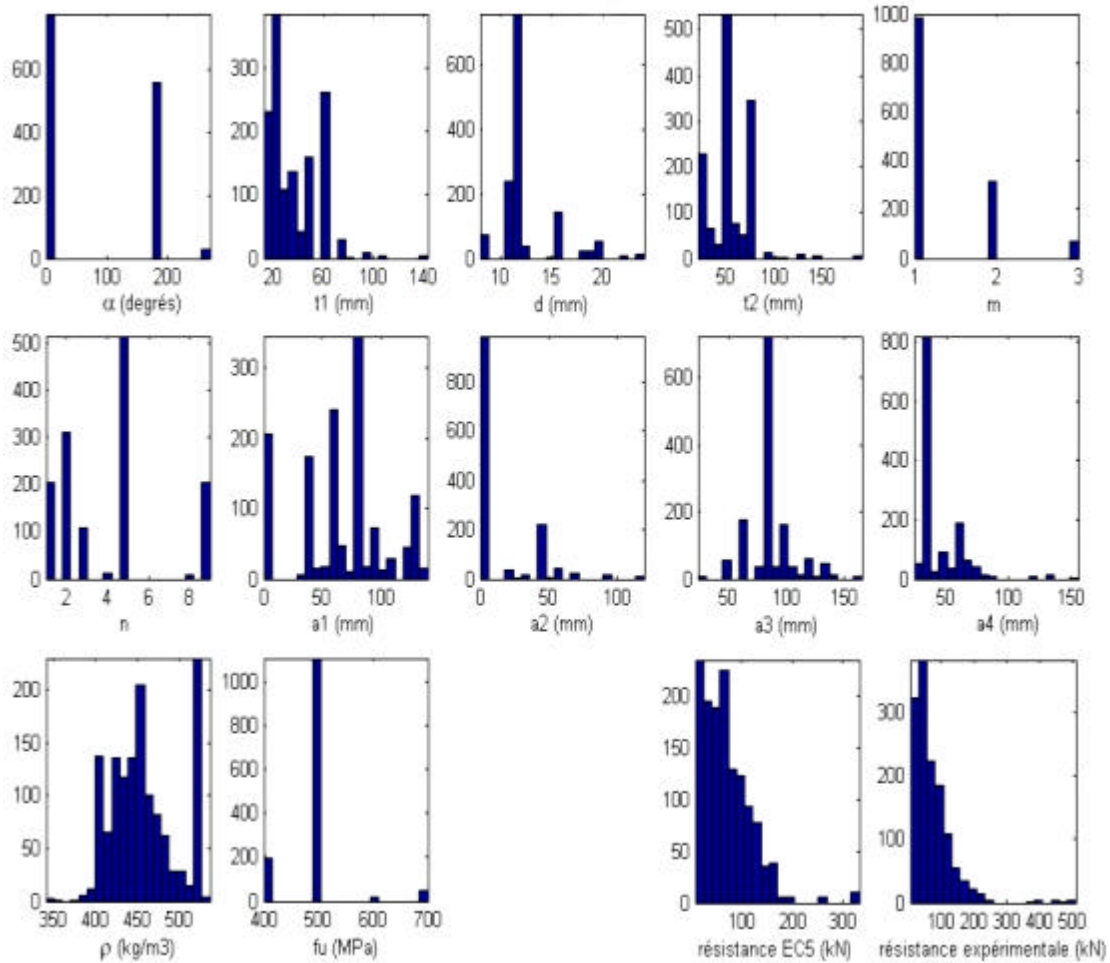 600
400
200
0
0 100 200
α (degrés)
300
200
100
0
20 60 100 140
t1 (mm)
600
400
200
0
10 15 20
d (mm)
500
400
300
200
100
0
50 100 150
t2 (mm)
1000
800
600
400
200
0
1 2 3
m
500
400
300
200
100
0
2 4 6 8
n
300
200
100
0
0 50 100
a1 (mm)
800
600
400
200
0
0 50 100
a2 (mm)
600
400
200
0
50 100 150
a3 (mm)
800
600
400
200
0
50 100 150
a4 (mm)
200
150
100
50
0
350 400 450 500
ρ (kg/m3)
1000
800
600
400
200
0
400 500 600 700
fu (MPa)
200
150
100
50
0
100 200 300
résistance EC5 (kN)
300
200
100
0
100 200 300 400 500
résistance expérimentale (kN)